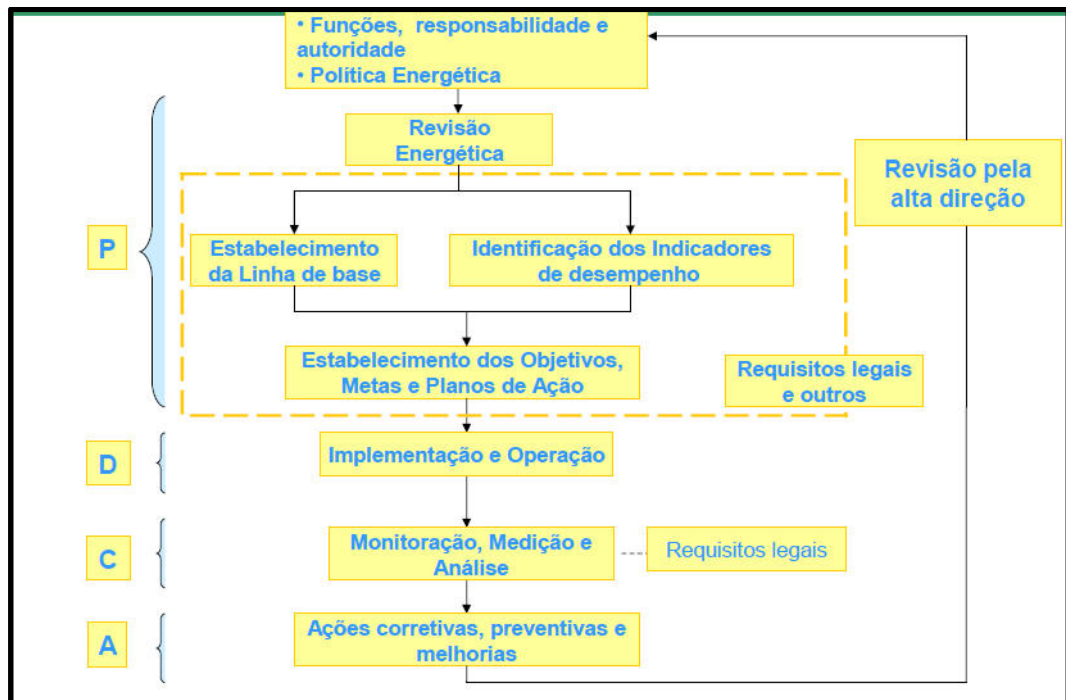 • Funções, responsabilidade e
autoridade
• Política Energética
Revisão
Energética
Revisão pela
alta direção
P
Estabelecimento
da Linha de base
Identificação dos Indicadores
de desempenho
Estabelecimento dos Objetivos,
Metas e Planos de Ação
Requisitos legais
e outros
D
Implementação e Operação
C
Monitoração, Medição e
Análise
Requisitos legais
A
Ações corretivas, preventivas e
melhorias